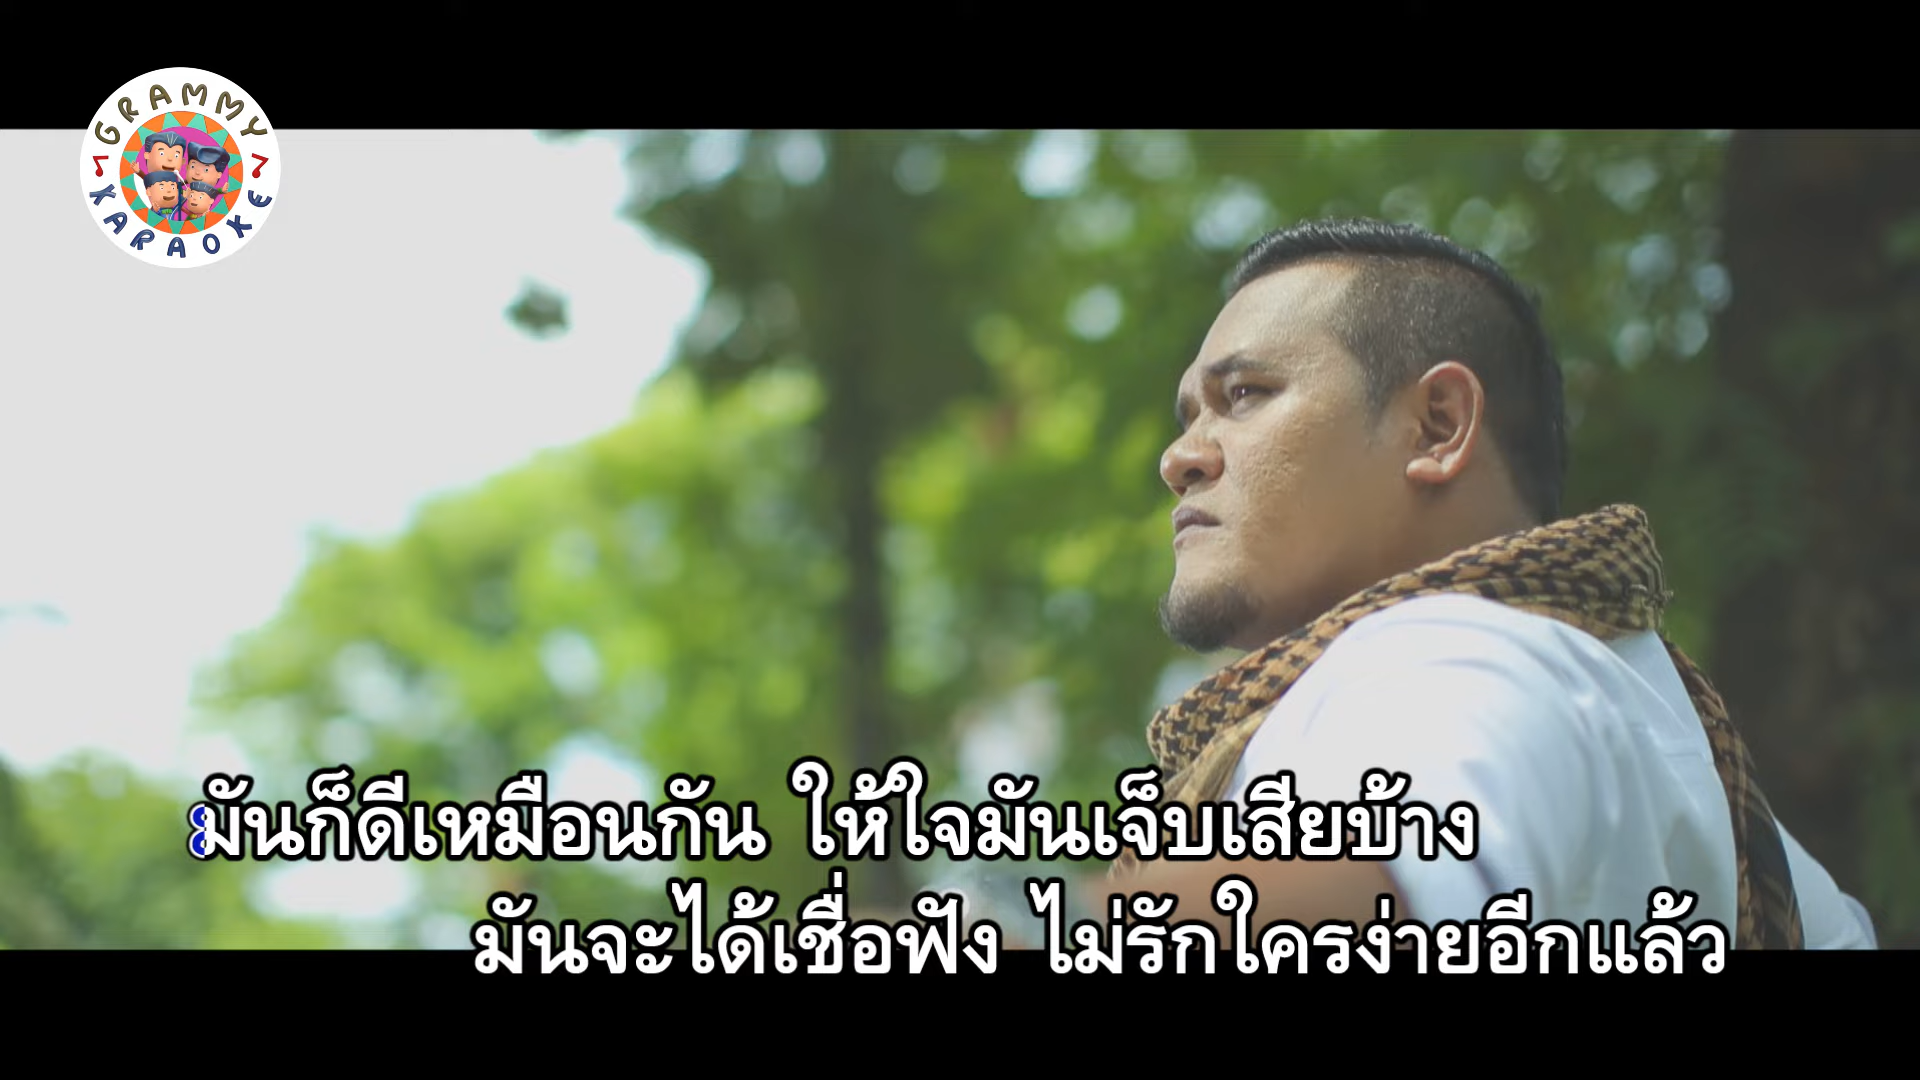 GRAMMY
KARAOKE
มันก็ดีเหมือนกัน ให้ใจมันเจ็บเสียบ้าง
มันจะได้เชื่อฟัง ไม่รักใครง่ายอีกแล้ว